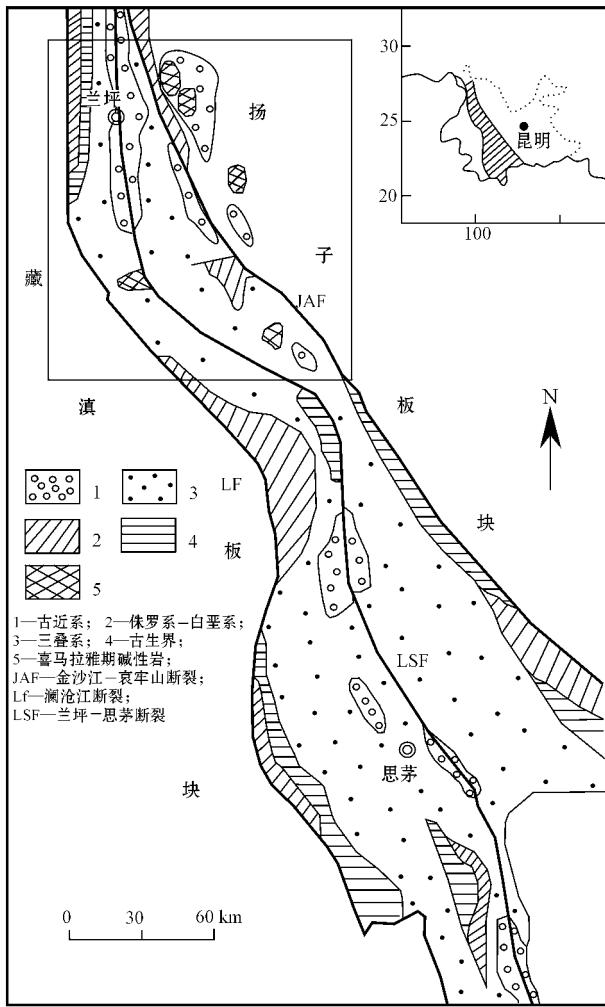 30
25
20
100
昆明
兰坪
扬
子
JAF
藏
滇
板
N
块
LF
板
LSF
思茅
块
1
3
2
4
5
1—古近系; 2—侏罗系–白垩系;
3—三叠系; 4—古生界;
5—喜马拉雅期碱性岩;
JAF—金沙江–哀牢山断裂;
Lf—澜沧江断裂;
LSF—兰坪–思茅断裂
0 30 60 km